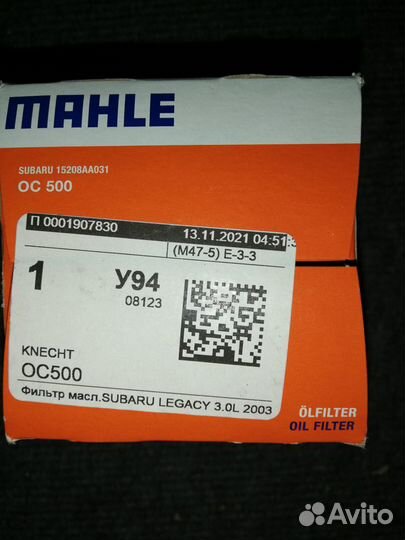 MAHLE
SUBARU 15208AA031
OC 500
П 0001907830
13.11.2021 04:51
(M47-5) E-3-3
1
У94
08123
KNECHT
OC500
Фильтр масл.SUBARU LEGACY 3.0L 2003
ÖLFILTER
OIL FILTER
Avito